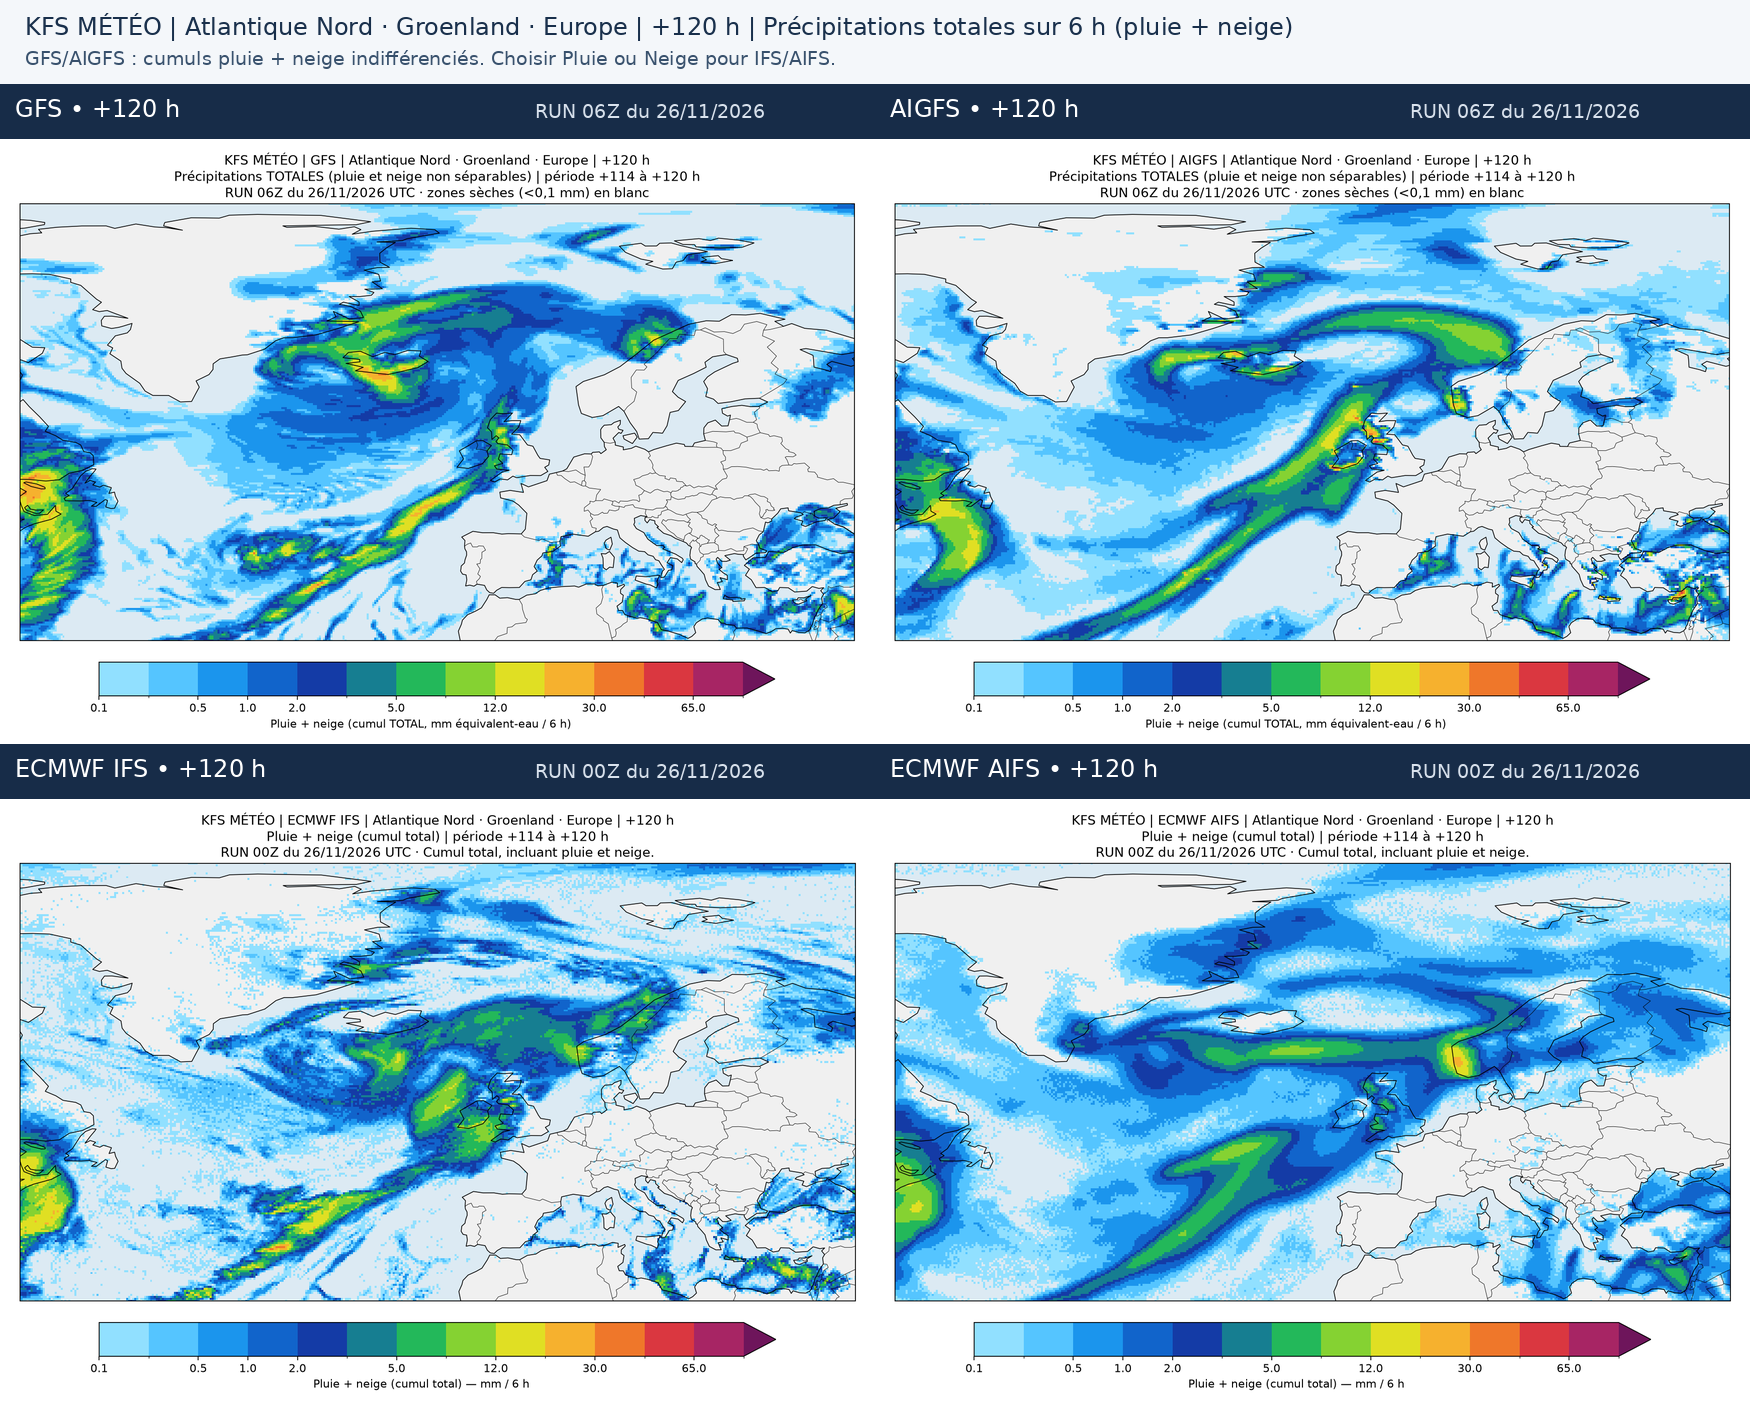 KFS MÉTÉO | Atlantique Nord · Groenland · Europe | +120 h | Précipitations totales sur 6 h (pluie + neige)
GFS/AIGFS : cumuls pluie + neige indifférenciés. Choisir Pluie ou Neige pour IFS/AIFS.
GFS • +120 h RUN 06Z du 26/11/2026
AIGFS • +120 h RUN 06Z du 26/11/2026
KFS MÉTÉO | GFS | Atlantique Nord · Groenland · Europe | +120 h
Précipitations TOTALES (pluie et neige non séparables) | période +114 à +120 h
RUN 06Z du 26/11/2026 UTC · zones sèches (<0,1 mm) en blanc
KFS MÉTÉO | AIGFS | Atlantique Nord · Groenland · Europe | +120 h
Précipitations TOTALES (pluie et neige non séparables) | période +114 à +120 h
RUN 06Z du 26/11/2026 UTC · zones sèches (<0,1 mm) en blanc
0.1 0.5 1.0 2.0 5.0 12.0 30.0 65.0
Pluie + neige (cumul TOTAL, mm équivalent-eau / 6 h)
0.1 0.5 1.0 2.0 5.0 12.0 30.0 65.0
Pluie + neige (cumul TOTAL, mm équivalent-eau / 6 h)
ECMWF IFS • +120 h RUN 00Z du 26/11/2026
ECMWF AIFS • +120 h RUN 00Z du 26/11/2026
KFS MÉTÉO | ECMWF IFS | Atlantique Nord · Groenland · Europe | +120 h
Pluie + neige (cumul total) | période +114 à +120 h
RUN 00Z du 26/11/2026 UTC · Cumul total, incluant pluie et neige.
KFS MÉTÉO | ECMWF AIFS | Atlantique Nord · Groenland · Europe | +120 h
Pluie + neige (cumul total) | période +114 à +120 h
RUN 00Z du 26/11/2026 UTC · Cumul total, incluant pluie et neige.
0.1 0.5 1.0 2.0 5.0 12.0 30.0 65.0
Pluie + neige (cumul total) — mm / 6 h
0.1 0.5 1.0 2.0 5.0 12.0 30.0 65.0
Pluie + neige (cumul total) — mm / 6 h